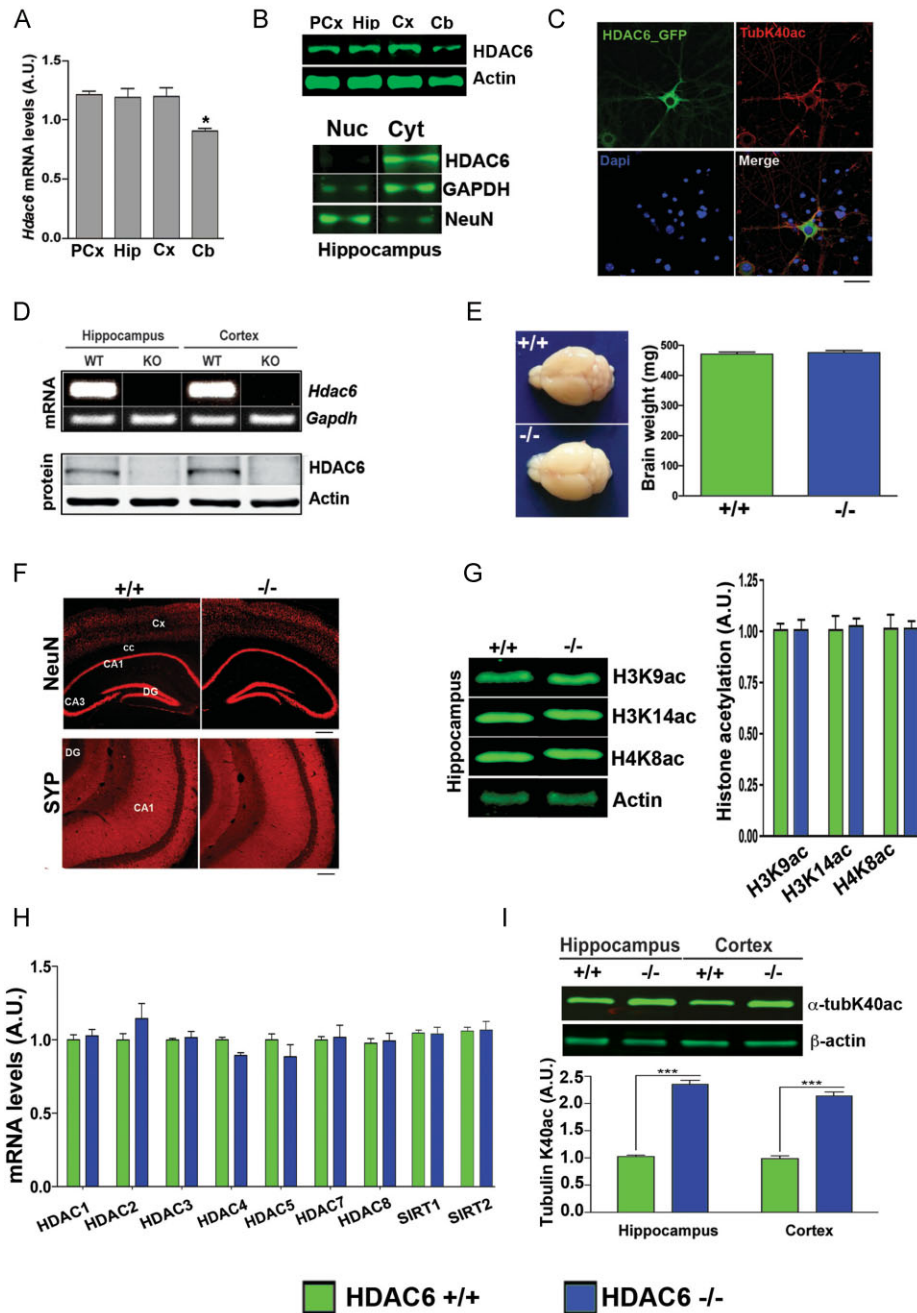 A
Hdac6 mRNA levels (A.U.)
1.5
1.0
0.5
0.0
*
PCx Hip Cx Cb
B
PCx Hip Cx Cb
HDAC6
Actin
Nuc Cyt
HDAC6
GAPDH
NeuN
Hippocampus
C
HDAC6_GFP
TubK40ac
Dapi
Merge
D
Hippocampus Cortex
WT KO WT KO
mRNA
Hdac6
Gapdh
protein
HDAC6
Actin
E
+/+
-/-
Brain weight (mg)
500
400
300
200
100
0
+/+ -/-
F
+/+ -/-
NeuN
Cx
cc
CA1
CA3
DG
SYP
DG
CA1
G
+/+ -/-
Hippocampus
H3K9ac
H3K14ac
H4K8ac
Actin
Histone acetylation (A.U.)
1.25
1.00
0.75
0.50
0.25
0.00
H3K9ac
H3K14ac
H4K8ac
H
mRNA levels (A.U.)
1.5
1.0
0.5
0.0
HDAC1
HDAC2
HDAC3
HDAC4
HDAC5
HDAC7
HDAC8
SIRT1
SIRT2
I
Hippocampus Cortex
+/+ -/- +/+ -/-
α-tubK40ac
β-actin
Tubulin K40ac (A.U.)
2.5
2.0
1.0
0.5
0.0
***
***
Hippocampus Cortex
HDAC6 +/+
HDAC6 -/-